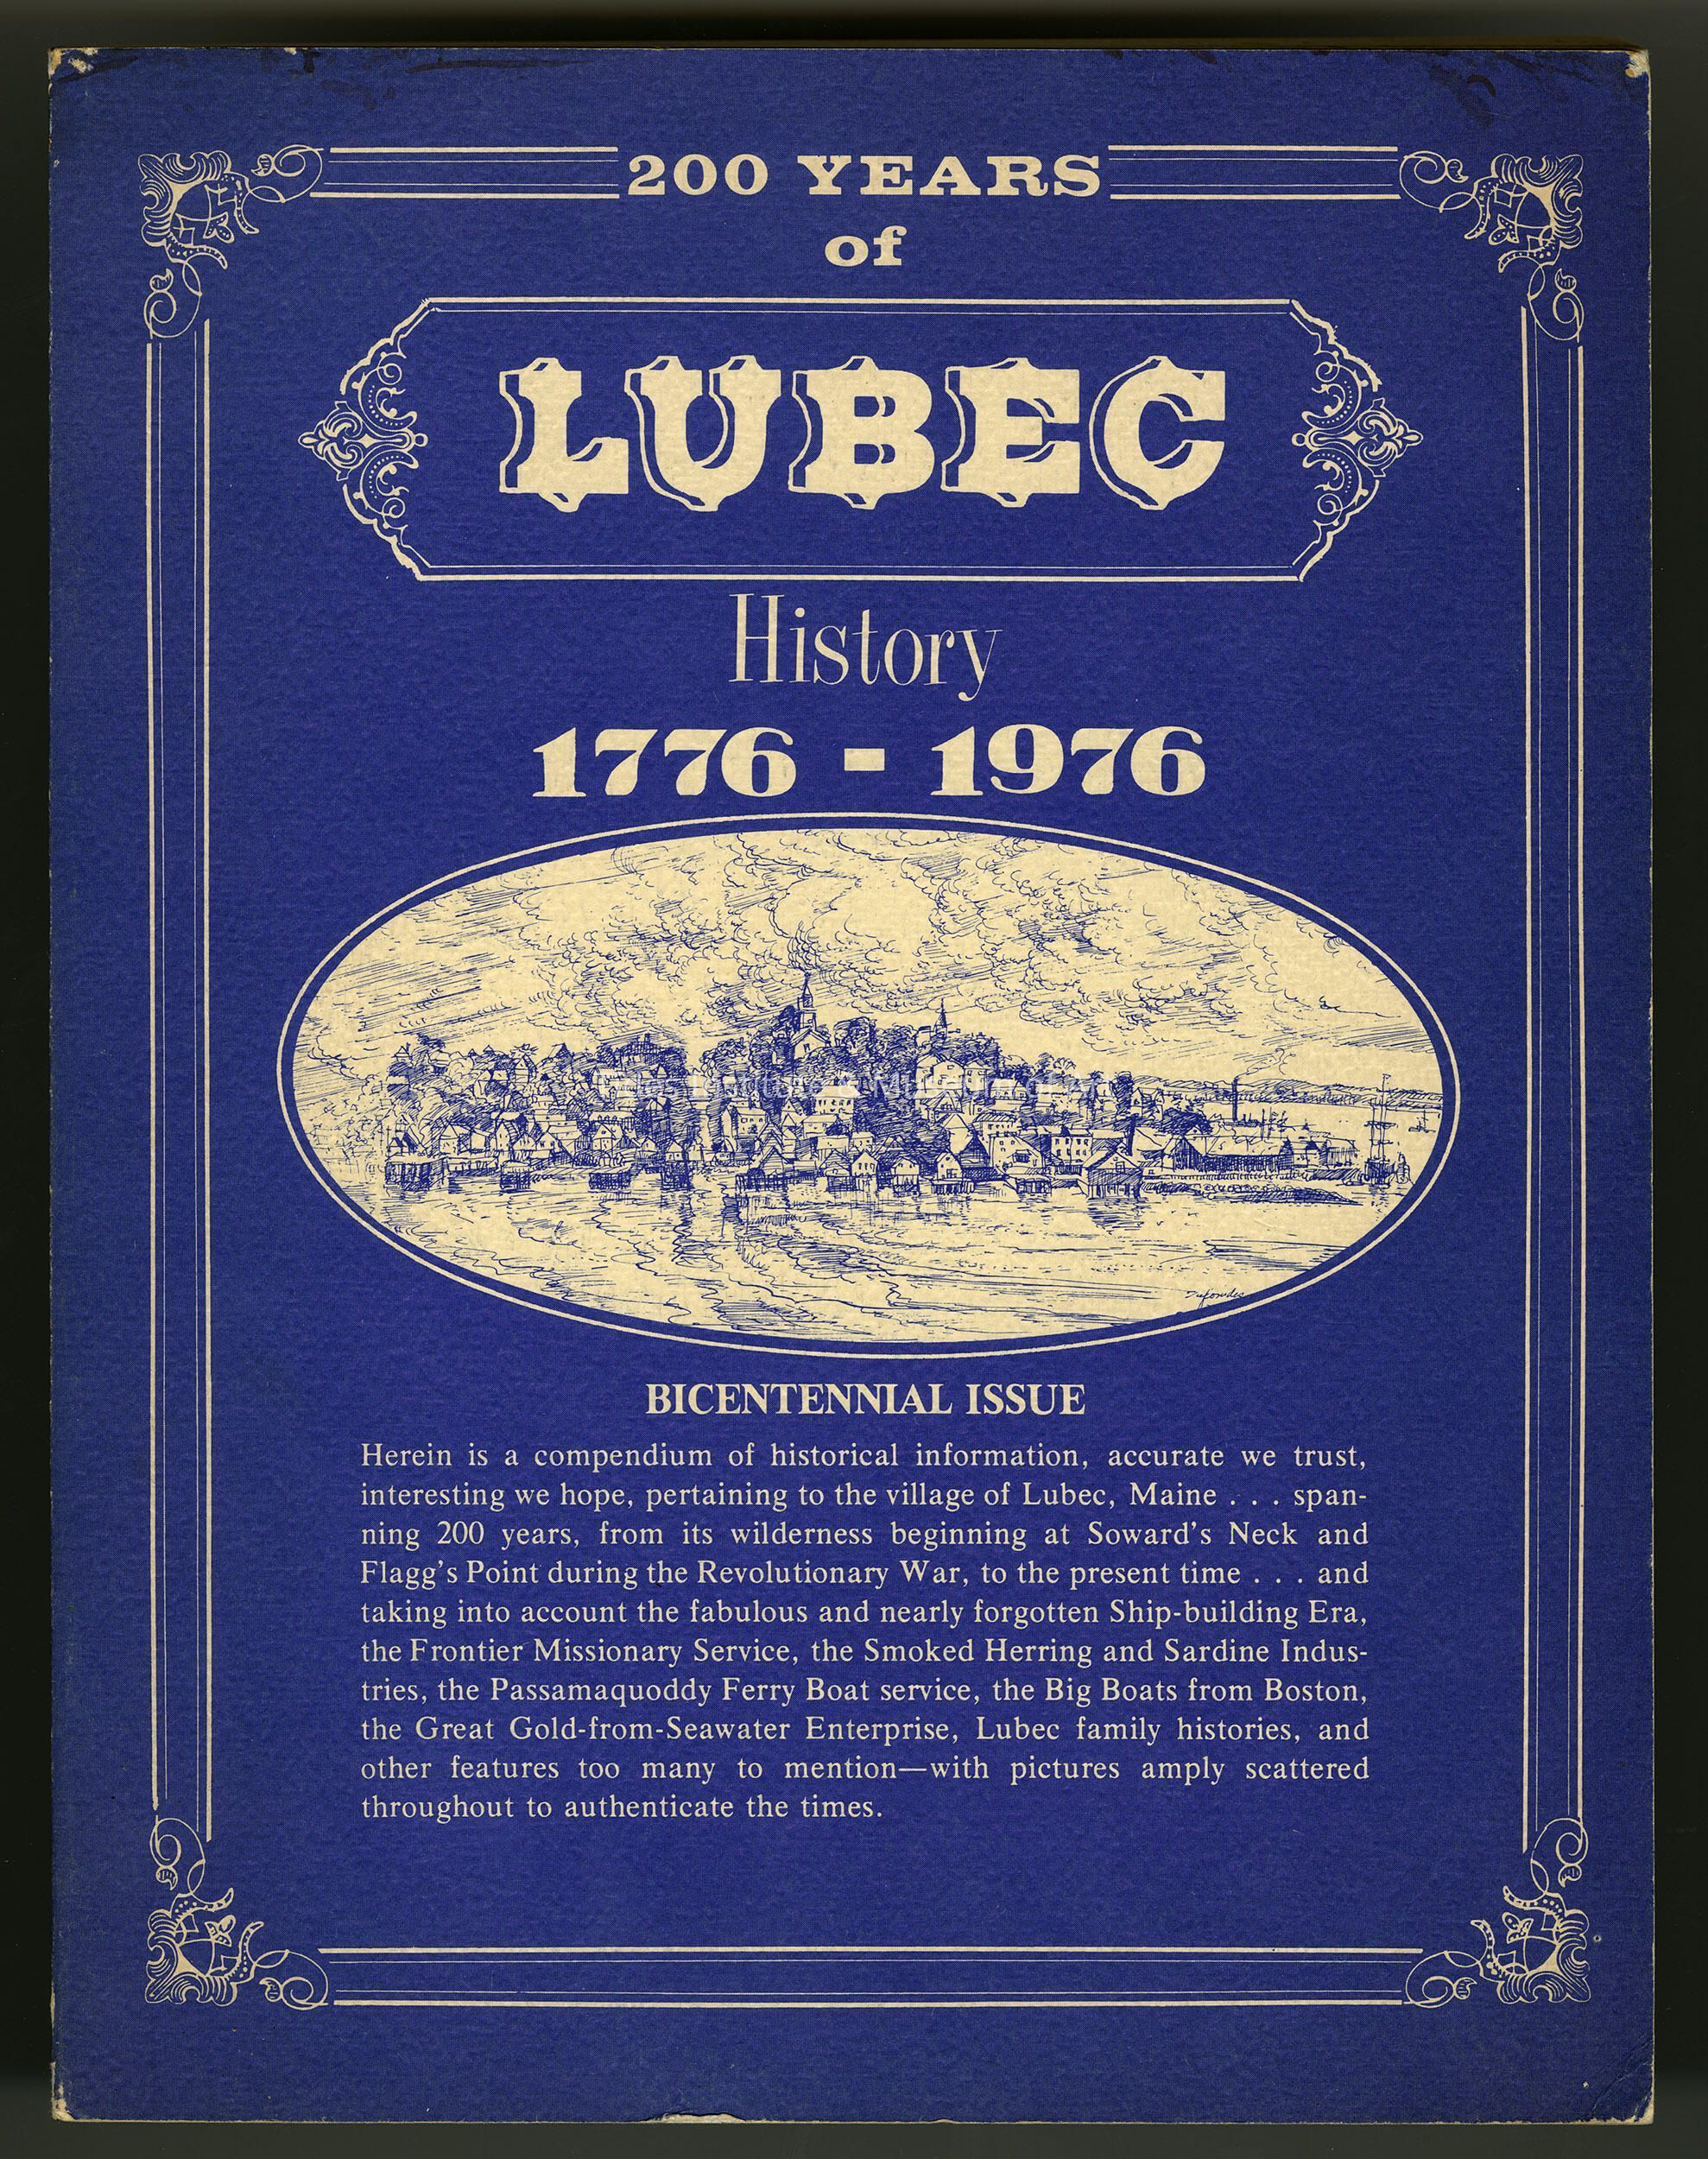 200 YEARS
of
LUBEC
History
1776 - 1976
BICENTENNIAL ISSUE
Herein is a compendium of historical information, accurate we trust,
interesting we hope, pertaining to the village of Lubec, Maine . . . span-
ning 200 years, from its wilderness beginning at Soward's Neck and
Flagg's Point during the Revolutionary War, to the present time . . . and
taking into account the fabulous and nearly forgotten Ship-building Era,
the Frontier Missionary Service, the Smoked Herring and Sardine Indus-
tries, the Passamaquoddy Ferry Boat service, the Big Boats from Boston,
the Great Gold-from-Seawater Enterprise, Lubec family histories, and
other features too many to mention—with pictures amply scattered
throughout to authenticate the times.